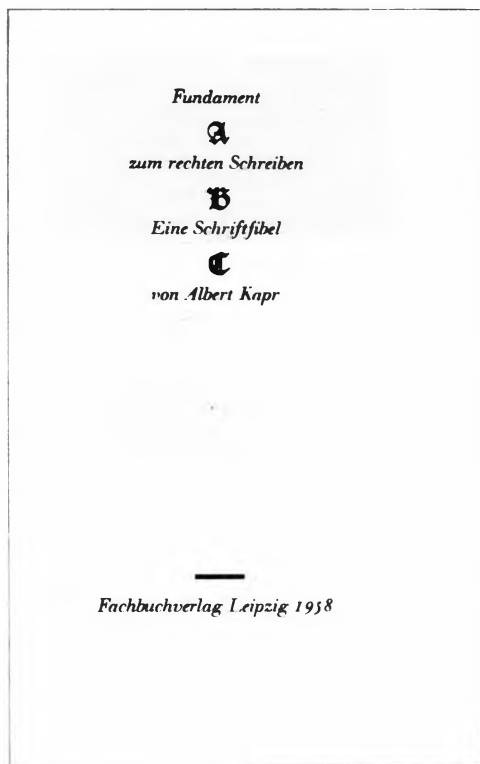 Fundament
A
zum rechten Schreiben
B
Eine Schriftfibel
C
von Albert Kapr
Fachbuchverlag Leipzig 1958